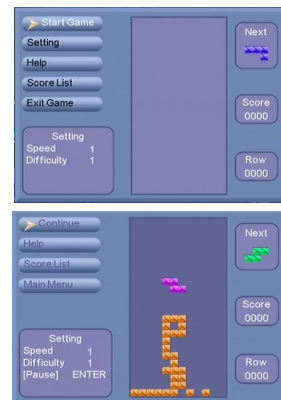 Start Game
Setting
Help
Score List
Exit Game
Setting
Speed 1
Difficulty 1
Next
Score
0000
Row
0000
Continue
Help
Score List
Main Menu
Setting
Speed 1
Difficulty 1
[Pause] ENTER
Next
Score
0000
Row
0000